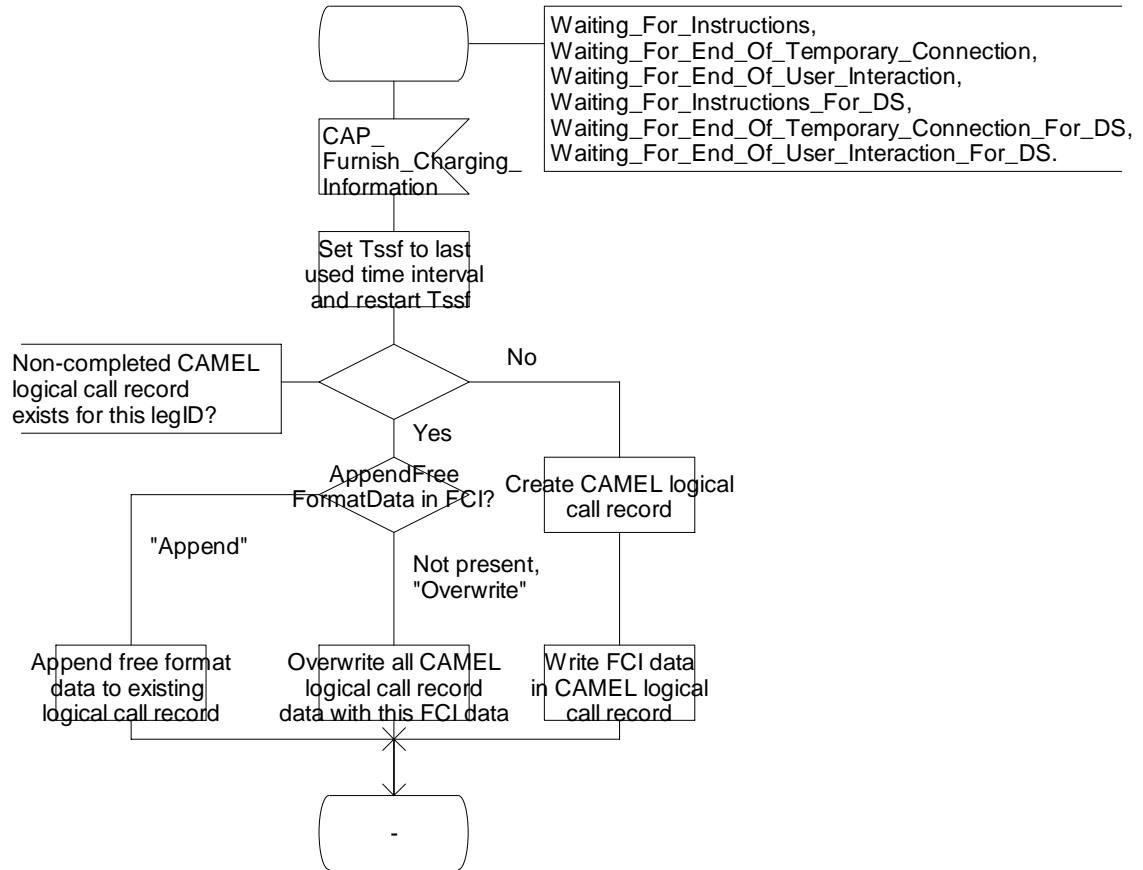 Waiting_For_Instructions,
Waiting_For_End_Of_Temporary_Connection,
Waiting_For_End_Of_User_Interaction,
Waiting_For_Instructions_For_DS,
Waiting_For_End_Of_Temporary_Connection_For_DS,
Waiting_For_End_Of_User_Interaction_For_DS.
CAP_
Furnish_Charging_
Information
Set Tssf to last
used time interval
and restart Tssf
Non-completed CAMEL
logical call record
exists for this legID?
No
Yes
AppendFree
FormatData in FCI?
Create CAMEL logical
call record
"Append"
Not present,
"Overwrite"
Append free format
data to existing
logical call record
Overwrite all CAMEL
logical call record
data with this FCI data
Write FCI data
in CAMEL logical
call record
-